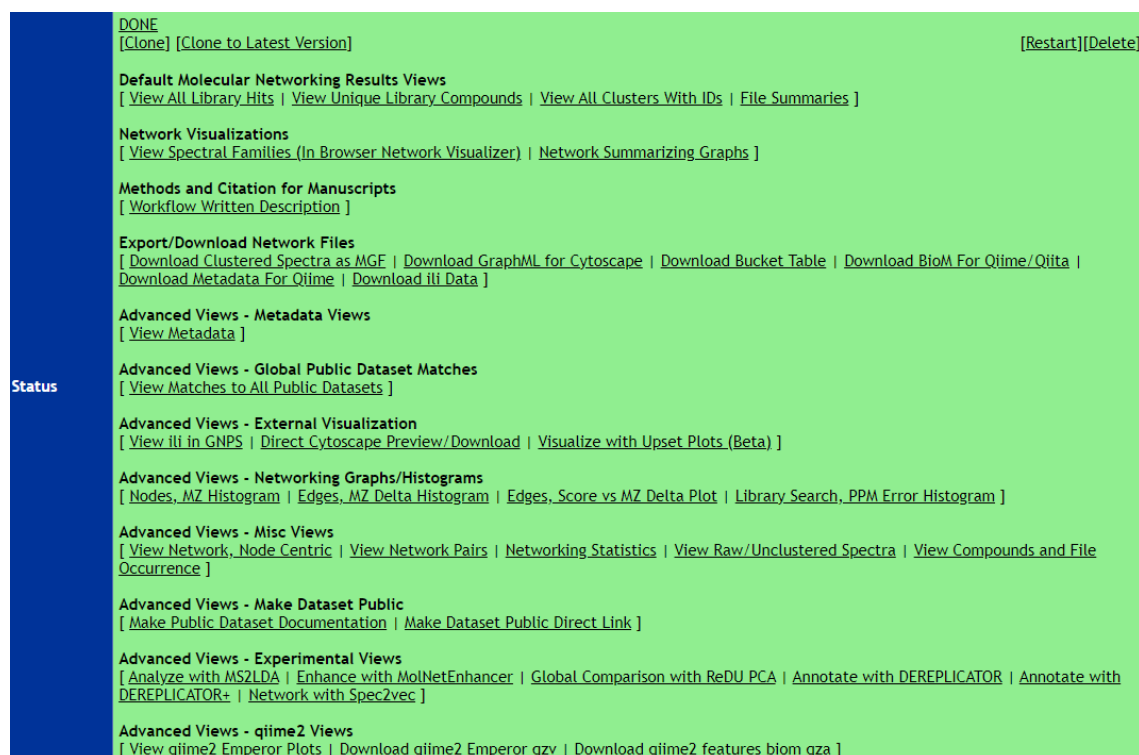 DONE
[Clone] [Clone to Latest Version] [Restart][Delete]
Default Molecular Networking Results Views
[ View All Library Hits | View Unique Library Compounds | View All Clusters With IDs | File Summaries ]
Network Visualizations
[ View Spectral Families (In Browser Network Visualizer) | Network Summarizing Graphs ]
Methods and Citation for Manuscripts
[ Workflow Written Description ]
Export/Download Network Files
[ Download Clustered Spectra as MGF | Download GraphML for Cytoscape | Download Bucket Table | Download BioM For Qiime/Qiita |
Download Metadata For Qiime | Download ili Data ]
Advanced Views - Metadata Views
[ View Metadata ]
Advanced Views - Global Public Dataset Matches
Status
[ View Matches to All Public Datasets ]
Advanced Views - External Visualization
[ View ili in GNPS | Direct Cytoscape Preview/Download | Visualize with Upset Plots (Beta) ]
Advanced Views - Networking Graphs/Histograms
[ Nodes, MZ Histogram | Edges, MZ Delta Histogram | Edges, Score vs MZ Delta Plot | Library Search, PPM Error Histogram ]
Advanced Views - Misc Views
[ View Network, Node Centric | View Network Pairs | Networking Statistics | View Raw/Unclustered Spectra | View Compounds and File
Occurrence ]
Advanced Views - Make Dataset Public
[ Make Public Dataset Documentation | Make Dataset Public Direct Link ]
Advanced Views - Experimental Views
[ Analyze with MS2LDA | Enhance with MolNetEnhancer | Global Comparison with ReDU PCA | Annotate with DEREPLICATOR | Annotate with
DEREPLICATOR+ | Network with Spec2vec ]
Advanced Views - qiime2 Views
[ View qiime2 Emperor Plots | Download qiime2 Emperor qzv | Download qiime2 features biom qza ]